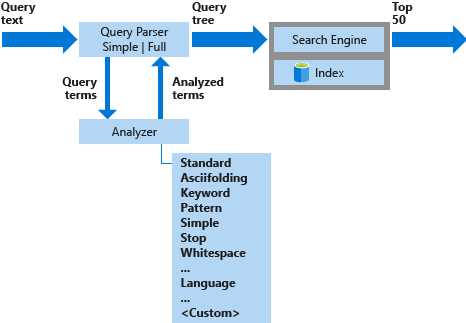 Query
text
Query Parser
Simple | Full
Query
tree
Search Engine
Index
Top
50
Query
terms
Analyzed
terms
Analyzer
Standard
Asciifolding
Keyword
Pattern
Simple
Stop
Whitespace
...
Language
...
<Custom>